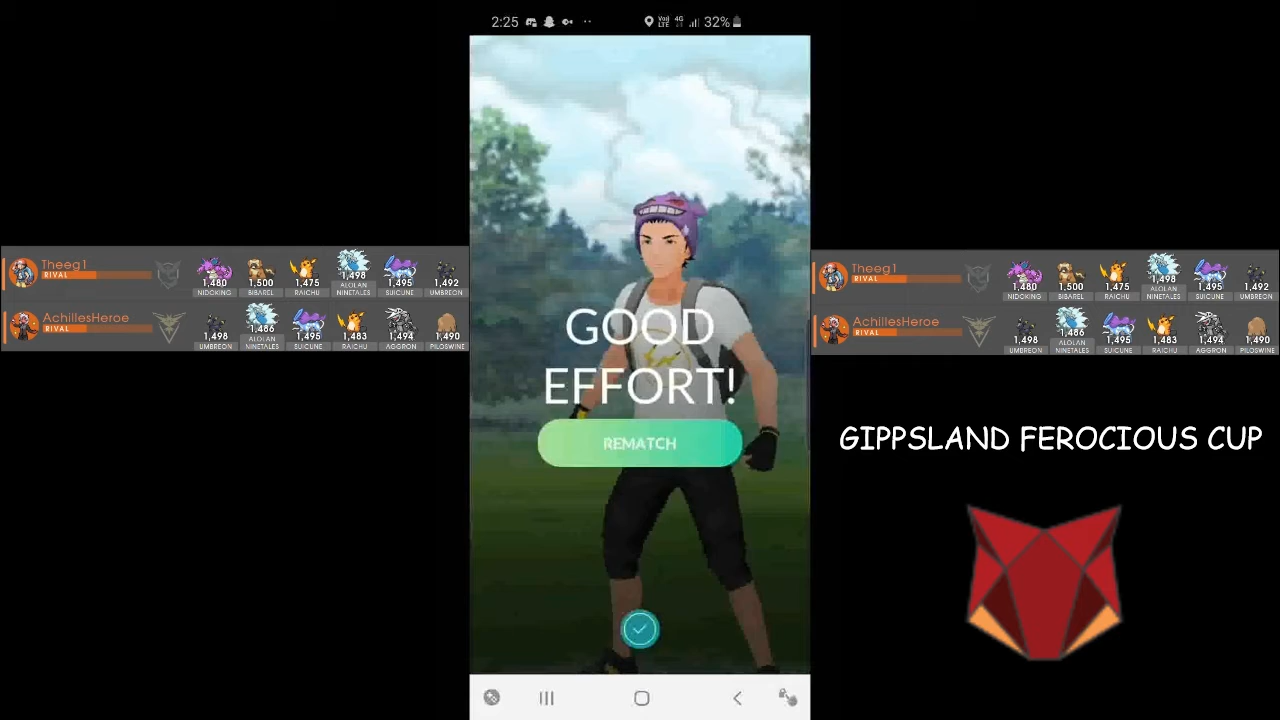 2:25
Vo)) LTE 4G 32%
GOOD
EFFORT!
REMATCH
Theeg1
RIVAL
1,480 1,500 1,475 1,498 1,495 1,492
NIDOKING BIBAREL RAICHU ALOLAN NINETALES SUICUNE UMBREON
AchillesHeroe
RIVAL
1,498 1,486 1,495 1,483 1,494 1,490
UMBREON ALOLAN NINETALES SUICUNE RAICHU AGGRON PILOSWINE
Theeg1
RIVAL
1,480 1,500 1,475 1,498 1,495 1,492
NIDOKING BIBAREL RAICHU ALOLAN NINETALES SUICUNE UMBREON
AchillesHeroe
RIVAL
1,498 1,486 1,495 1,483 1,494 1,490
UMBREON ALOLAN NINETALES SUICUNE RAICHU AGGRON PILOSWINE
GIPPSLAND FEROCIOUS CUP